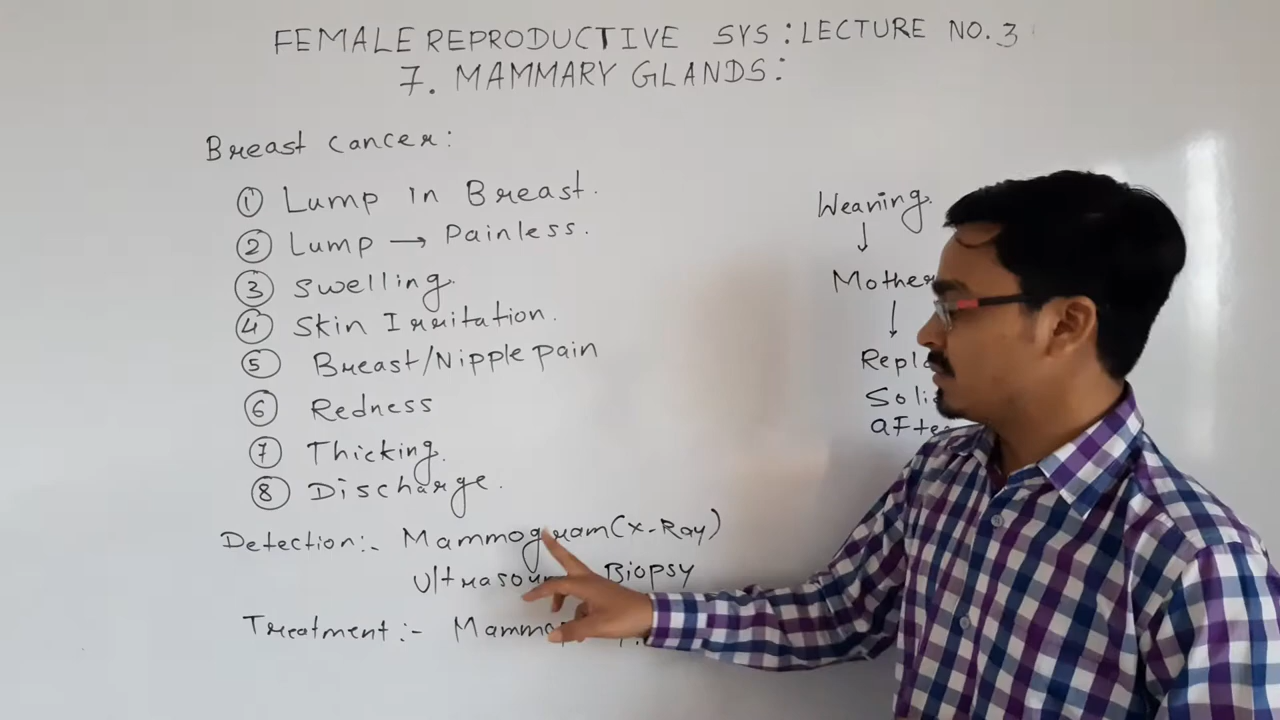 FEMALE REPRODUCTIVE SYS : LECTURE NO. 3
7. MAMMARY GLANDS:
Breast cancer:
① Lump in Breast.
② Lump → Painless.
③ Swelling.
④ Skin Irritation.
⑤ Breast/Nipple pain
⑥ Redness
⑦ Thicking.
⑧ Discharge.
Detection:- Mammogram (X-Ray)
Biopsy
Treatment:-
Weaning.
↓
Mother
↓